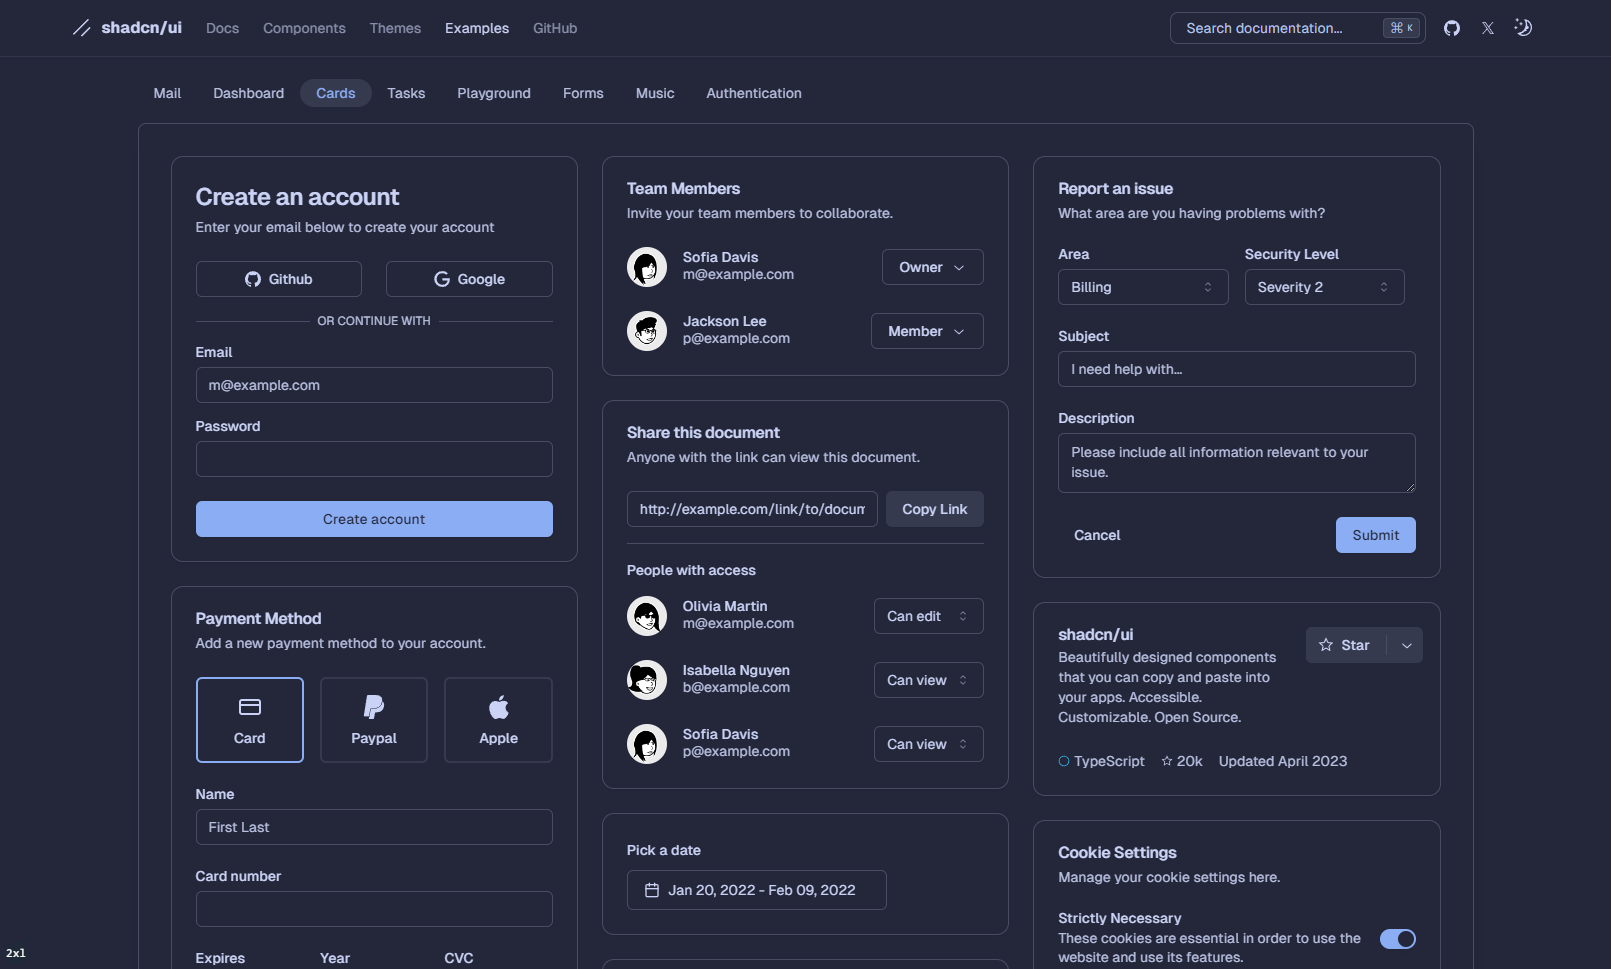 shadcn/ui
Docs
Components
Themes
Examples
GitHub
Search documentation...
⌘ K
Mail
Dashboard
Cards
Tasks
Playground
Forms
Music
Authentication
Create an account
Enter your email below to create your account
Github
Google
OR CONTINUE WITH
Email
m@example.com
Password
Create account
Payment Method
Add a new payment method to your account.
Card
Paypal
Apple
Name
First Last
Card number
Expires
Year
CVC
Team Members
Invite your team members to collaborate.
Sofia Davis
m@example.com
Owner
Jackson Lee
p@example.com
Member
Share this document
Anyone with the link can view this document.
http://example.com/link/to/docum
Copy Link
People with access
Olivia Martin
m@example.com
Can edit
Isabella Nguyen
b@example.com
Can view
Sofia Davis
p@example.com
Can view
Pick a date
Jan 20, 2022 - Feb 09, 2022
Report an issue
What area are you having problems with?
Area
Security Level
Billing
Severity 2
Subject
I need help with...
Description
Please include all information relevant to your
issue.
Cancel
Submit
shadcn/ui
Star
Beautifully designed components
that you can copy and paste into
your apps. Accessible.
Customizable. Open Source.
TypeScript
20k
Updated April 2023
Cookie Settings
Manage your cookie settings here.
Strictly Necessary
These cookies are essential in order to use the
website and use its features.
2xl